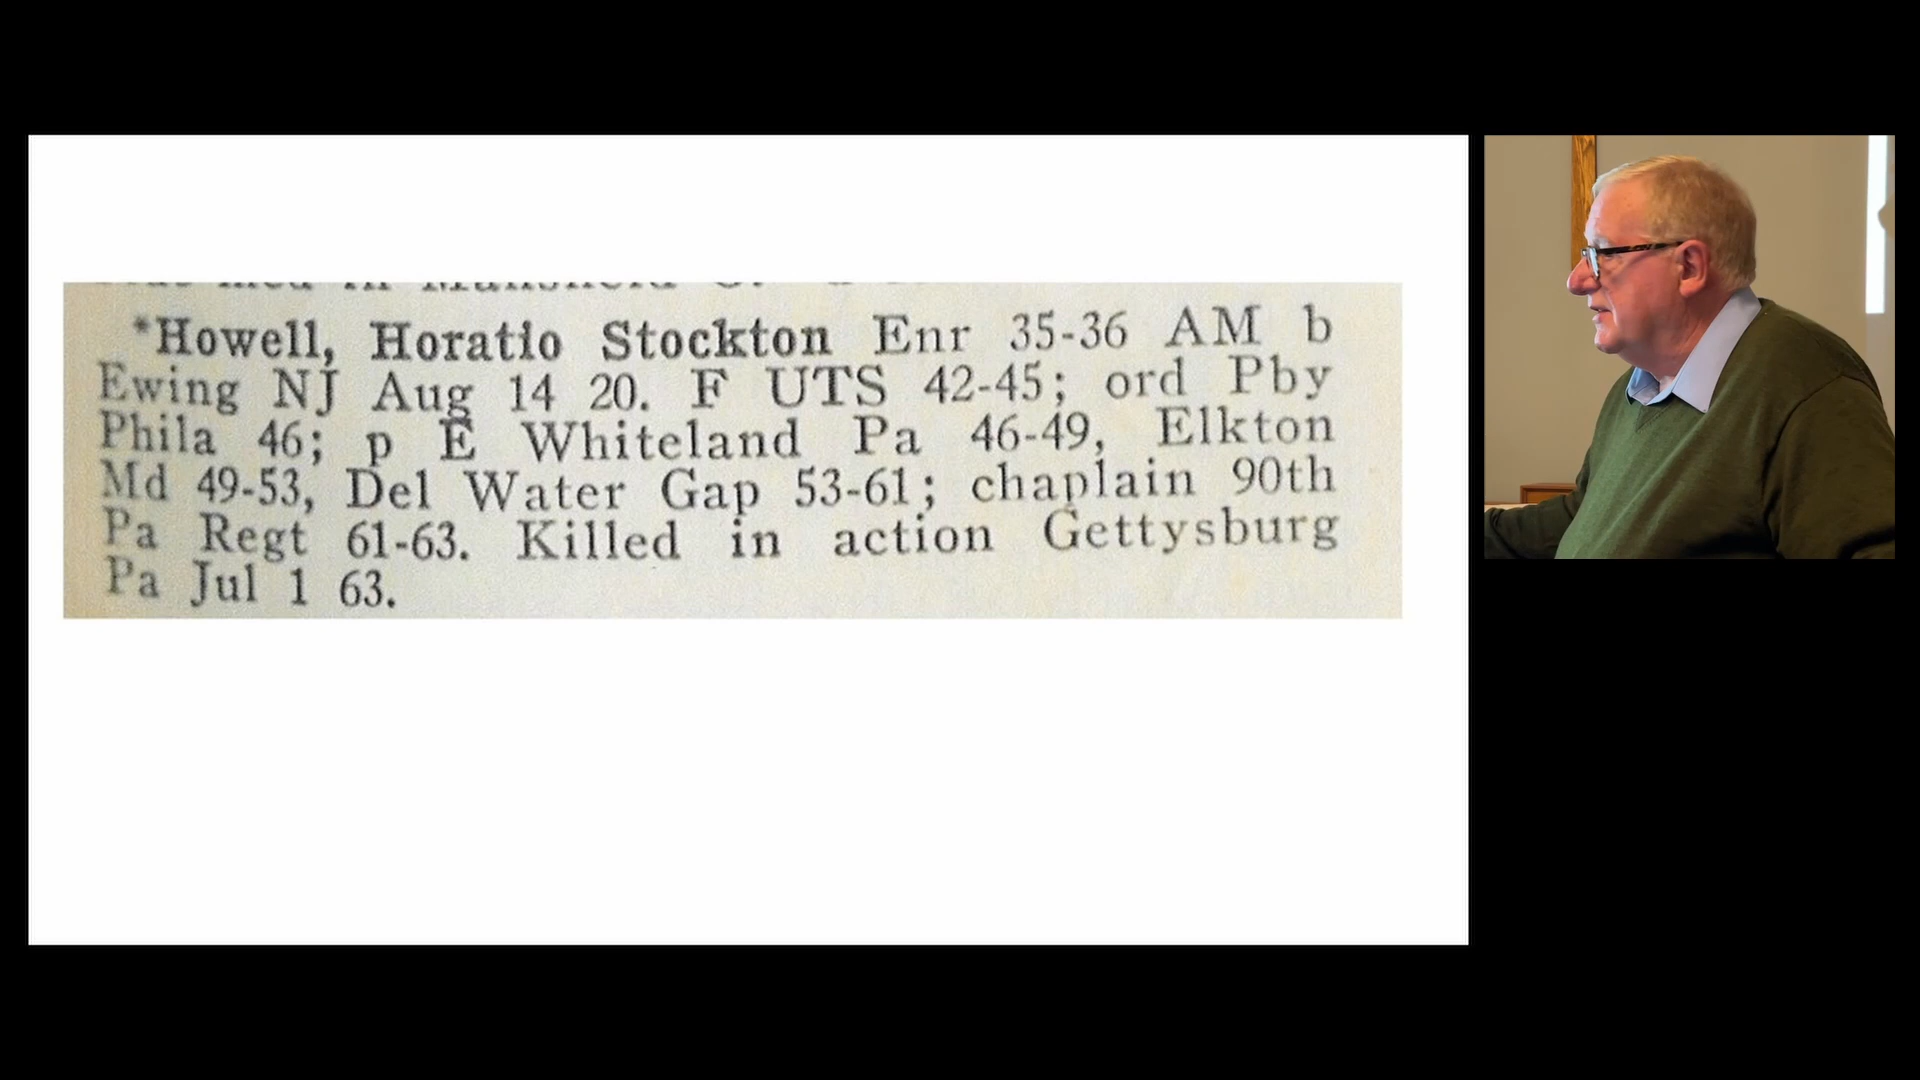 *Howell, Horatio Stockton Enr 35-36 AM b
Ewing NJ Aug 14 20. F UTS 42-45; ord Pby
Phila 46; p E Whiteland Pa 46-49, Elkton
Md 49-53, Del Water Gap 53-61; chaplain 90th
Pa Regt 61-63. Killed in action Gettysburg
Pa Jul 1 63.